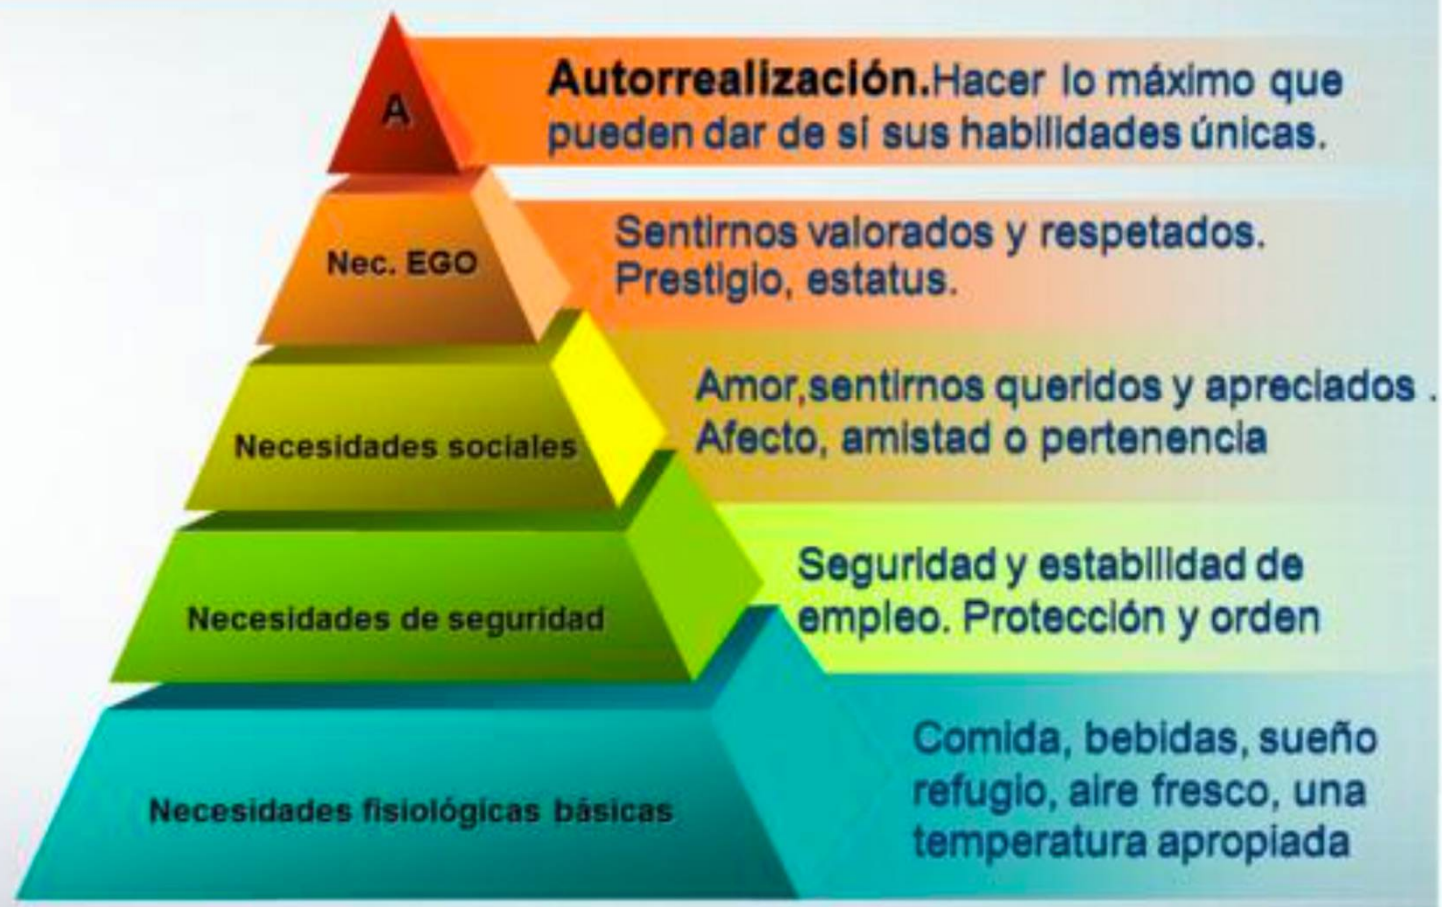 A
Autorrealización.Hacer lo máximo que
pueden dar de sí sus habilidades únicas.
Nec. EGO
Sentirnos valorados y respetados.
Prestigio, estatus.
Necesidades sociales
Amor,sentirnos queridos y apreciados .
Afecto, amistad o pertenencia
Necesidades de seguridad
Seguridad y estabilidad de
empleo. Protección y orden
Necesidades fisiológicas básicas
Comida, bebidas, sueño
refugio, aire fresco, una
temperatura apropiada